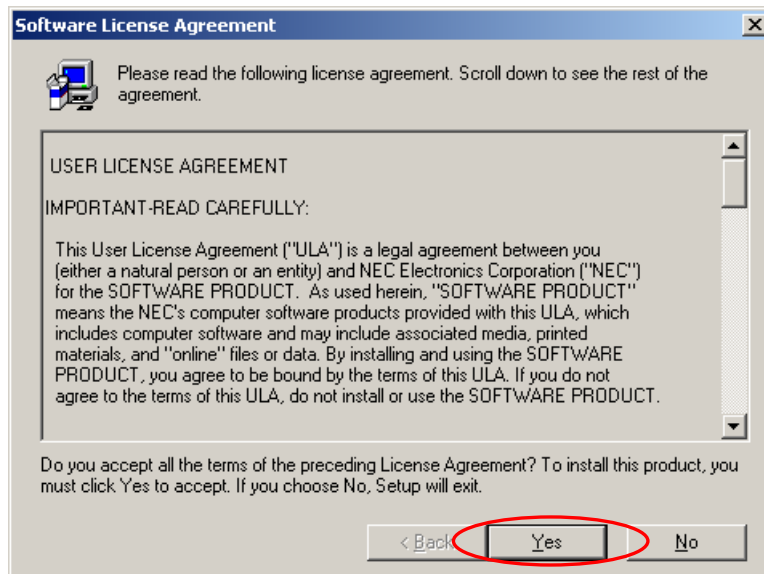 Software License Agreement
Please read the following license agreement. Scroll down to see the rest of the
agreement.
USER LICENSE AGREEMENT
IMPORTANT-READ CAREFULLY:
This User License Agreement ("ULA") is a legal agreement between you
(either a natural person or an entity) and NEC Electronics Corporation ("NEC")
for the SOFTWARE PRODUCT.  As used herein, "SOFTWARE PRODUCT"
means the NEC's computer software products provided with this ULA, which
includes computer software and may include associated media, printed
materials, and "online" files or data. By installing and using the SOFTWARE
PRODUCT, you agree to be bound by the terms of this ULA. If you do not
agree to the terms of this ULA, do not install or use the SOFTWARE PRODUCT.
Do you accept all the terms of the preceding License Agreement? To install this product, you
must click Yes to accept. If you choose No, Setup will exit.
< Back Yes No